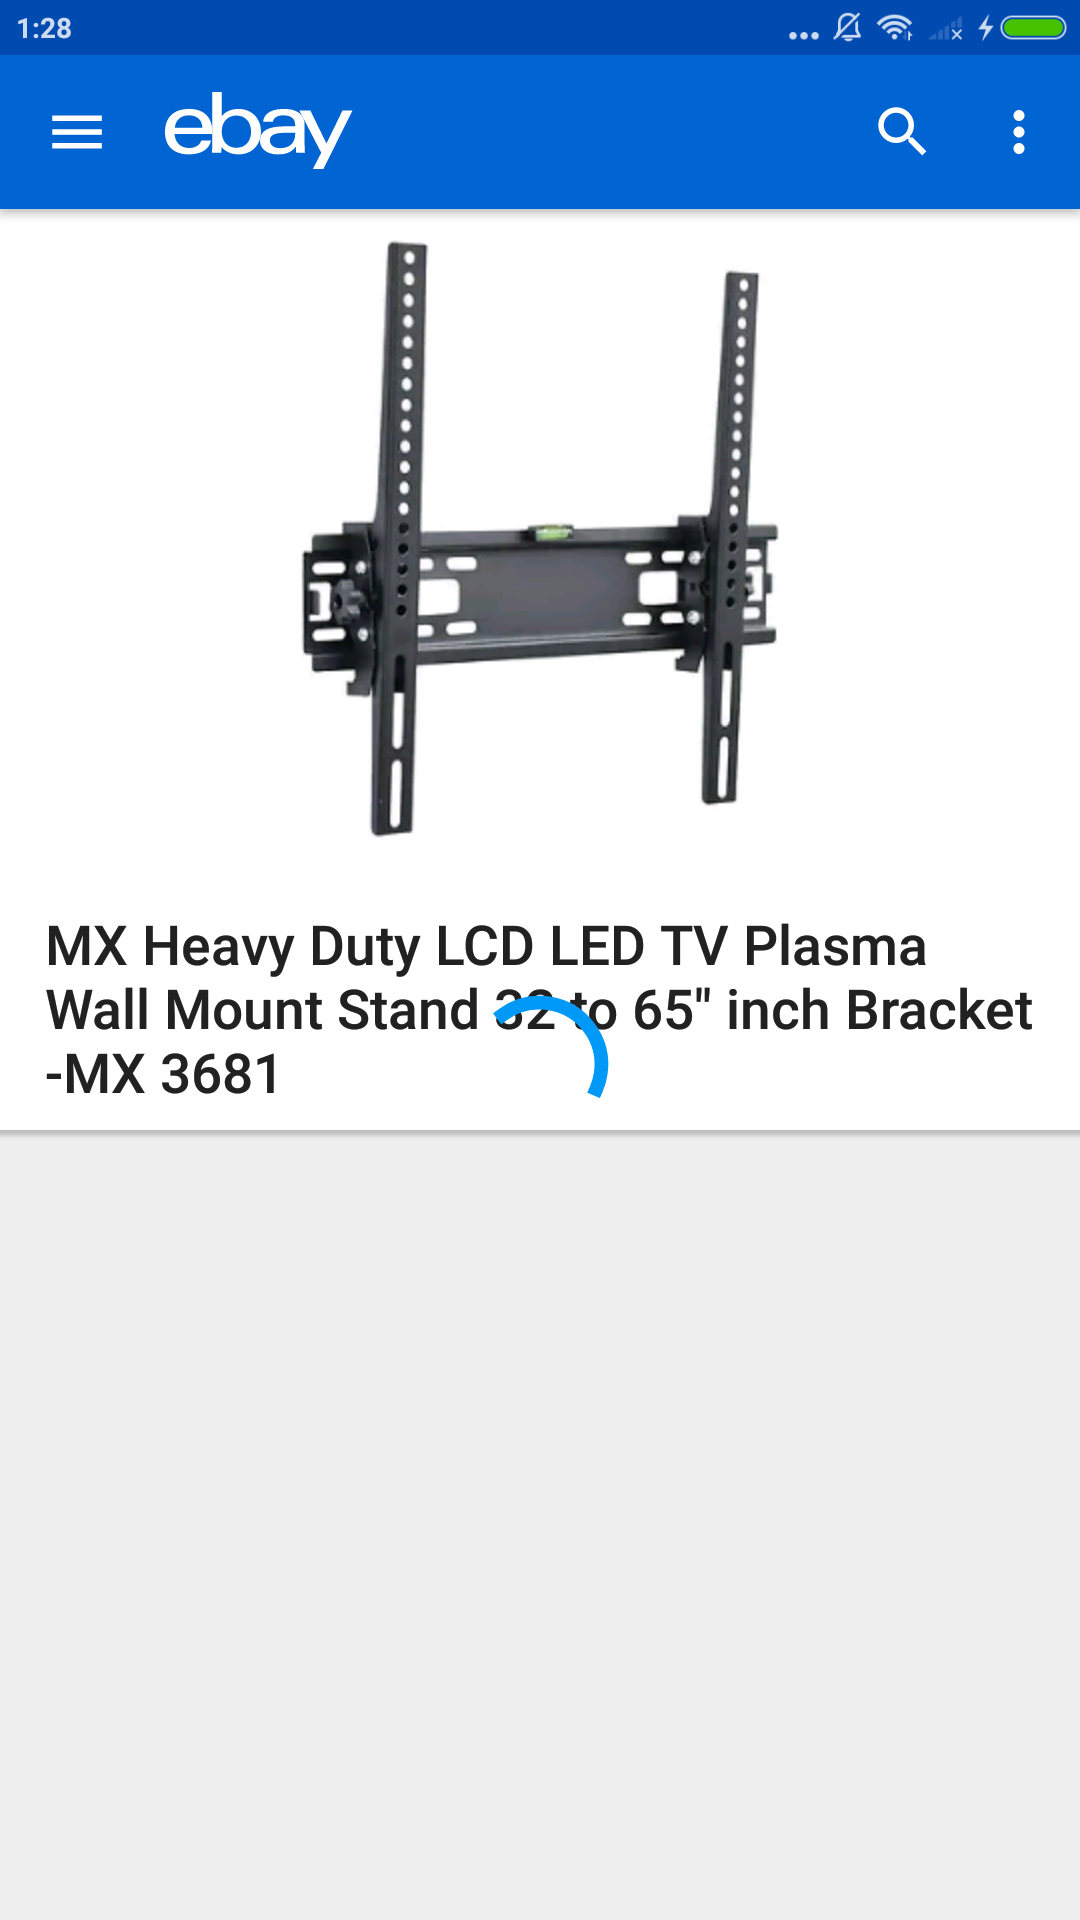 1:28
ebay
MX Heavy Duty LCD LED TV Plasma
Wall Mount Stand 32 to 65" inch Bracket
-MX 3681